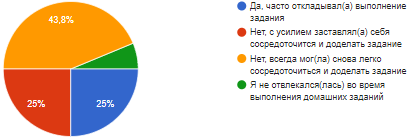 43,8%
25%
25%
Да, часто откладывал(а) выполнение
задания
Нет, с усилием заставлял(а) себя
сосредоточится и доделать задание
Нет, всегда мог(ла) снова легко
сосредоточиться и доделать задание
Я не отвлекался(лась) во время
выполнения домашних заданий